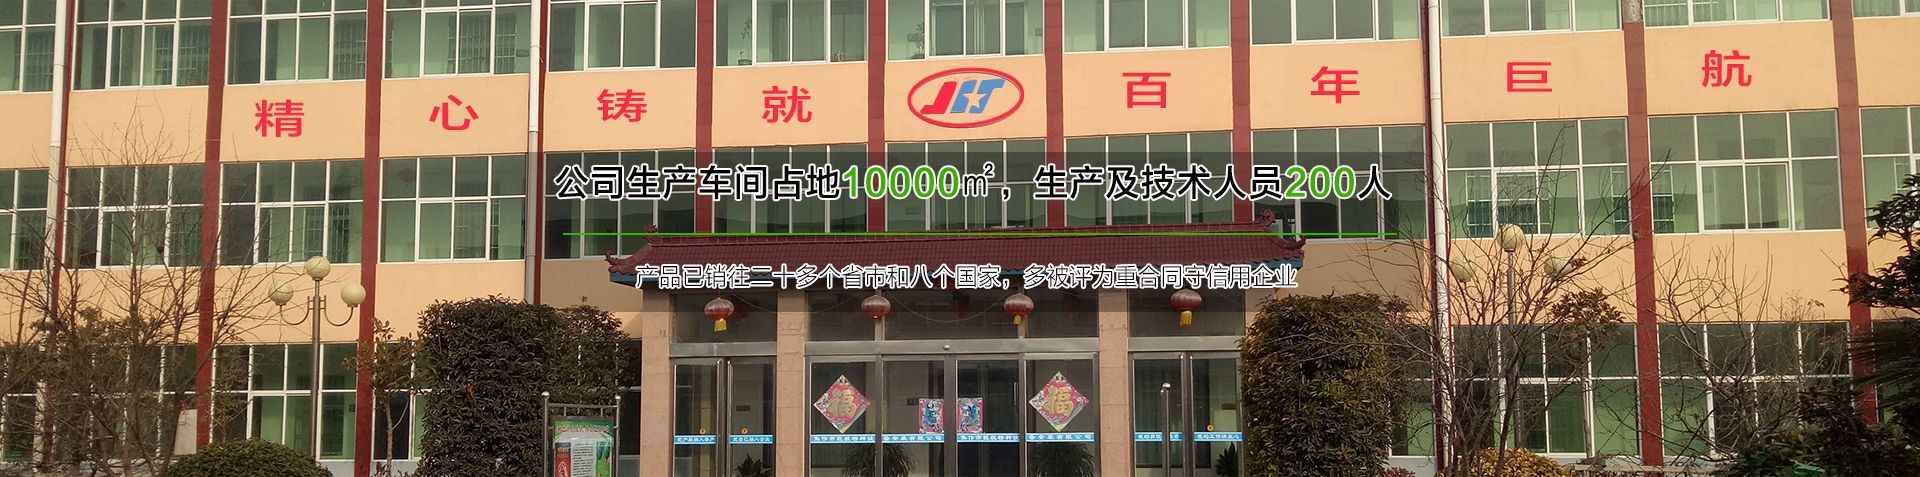 精心铸就 JHT 百年巨航
公司生产车间占地10000㎡，生产及技术人员200人
产品已销往二十多个省市和八个国家，多被评为重合同守信用企业
福 福